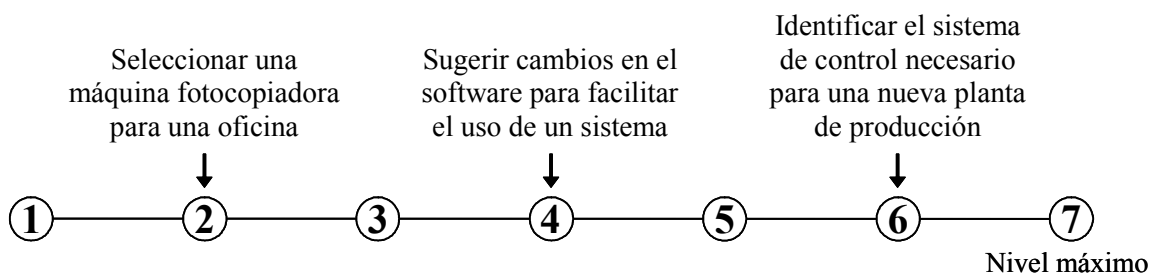 Seleccionar una
máquina fotocopiadora
para una oficina
Sugerir cambios en el
software para facilitar
el uso de un sistema
Identificar el sistema
de control necesario
para una nueva planta
de producción
1 2 3 4 5 6 7
Nivel máximo